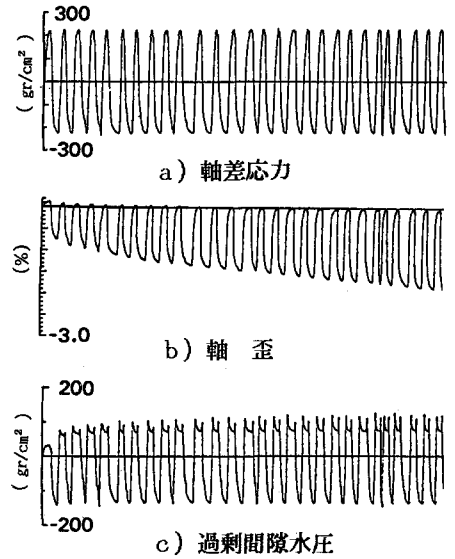 300
( gr/cm² )
-300
a) 軸差応力
(%)
-3.0
b) 軸 歪
200
( gr/cm² )
-200
c) 過剰間隙水圧